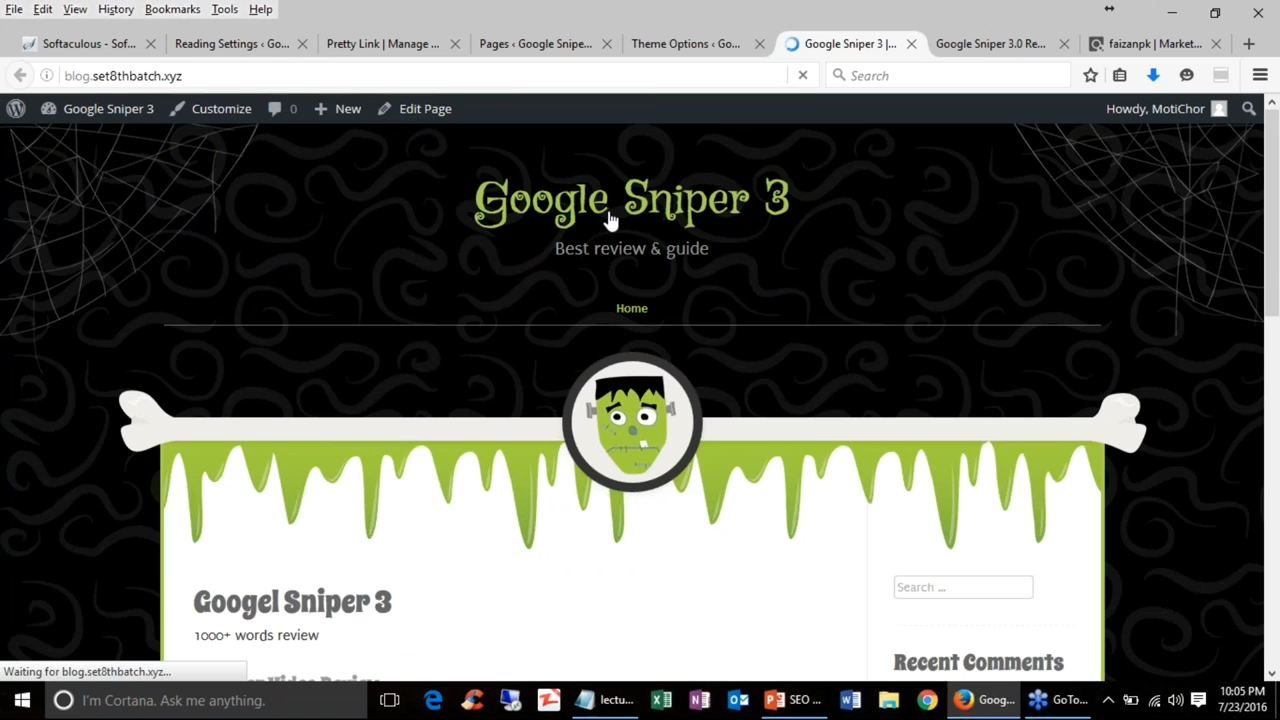 File Edit View History Bookmarks Tools Help
Softaculous - Sof...
Reading Settings ‹ Go...
Pretty Link | Manage ...
Pages ‹ Google Snipe...
Theme Options ‹ Go...
Google Sniper 3 |...
Google Sniper 3.0 Re...
faizanpk | Market...
blog.set8thbatch.xyz
Search
Google Sniper 3
Customize
0
New
Edit Page
Howdy, MotiChor
Google Sniper 3
Best review & guide
Home
Googel Sniper 3
1000+ words review
Search ...
Recent Comments
Waiting for blog.set8thbatch.xyz...
I'm Cortana. Ask me anything.
lectu...
SEO ...
Goog...
GoTo...
10:05 PM
7/23/2016